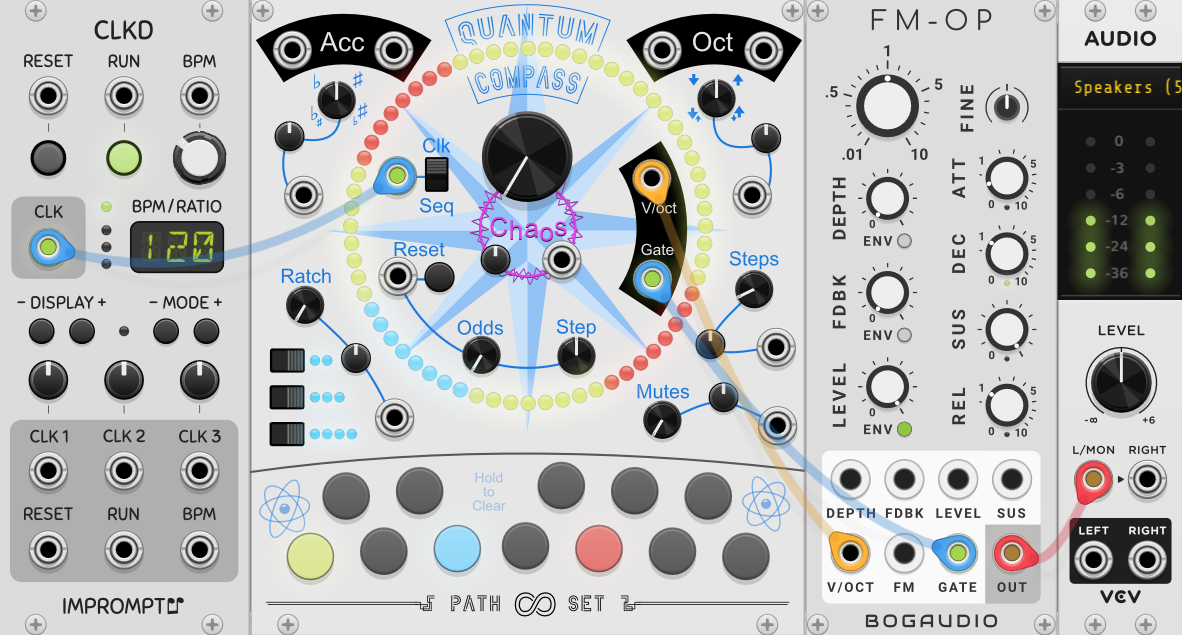 CLKD
RESET RUN BPM
CLK
BPM/RATIO
120
- DISPLAY +
- MODE +
CLK 1 CLK 2 CLK 3
RESET RUN BPM
IMPROMPTU
Acc
QUANTUM
COMPASS
Oct
♭ ♯
♭♯ ♭♯
Clk
Seq
V/oct
Chaos
Gate
Reset
Ratch
Steps
Odds
Step
Mutes
Hold
to
Clear
PATH ∞ SET
FM-OP
1
.5 5
.01 10
FINE
DEPTH
0
ENV
ATT
1 5
0 10
FDBK
0
ENV
DEC
1 5
0 10
SUS
0
LEVEL
0
ENV
REL
1 5
0 10
DEPTH FDBK LEVEL SUS
V/OCT FM GATE OUT
BOGAUDIO
AUDIO
Speakers (5
0
-3
-6
-12
-24
-36
LEVEL
-∞ +6
L/MON RIGHT
LEFT RIGHT
VCV